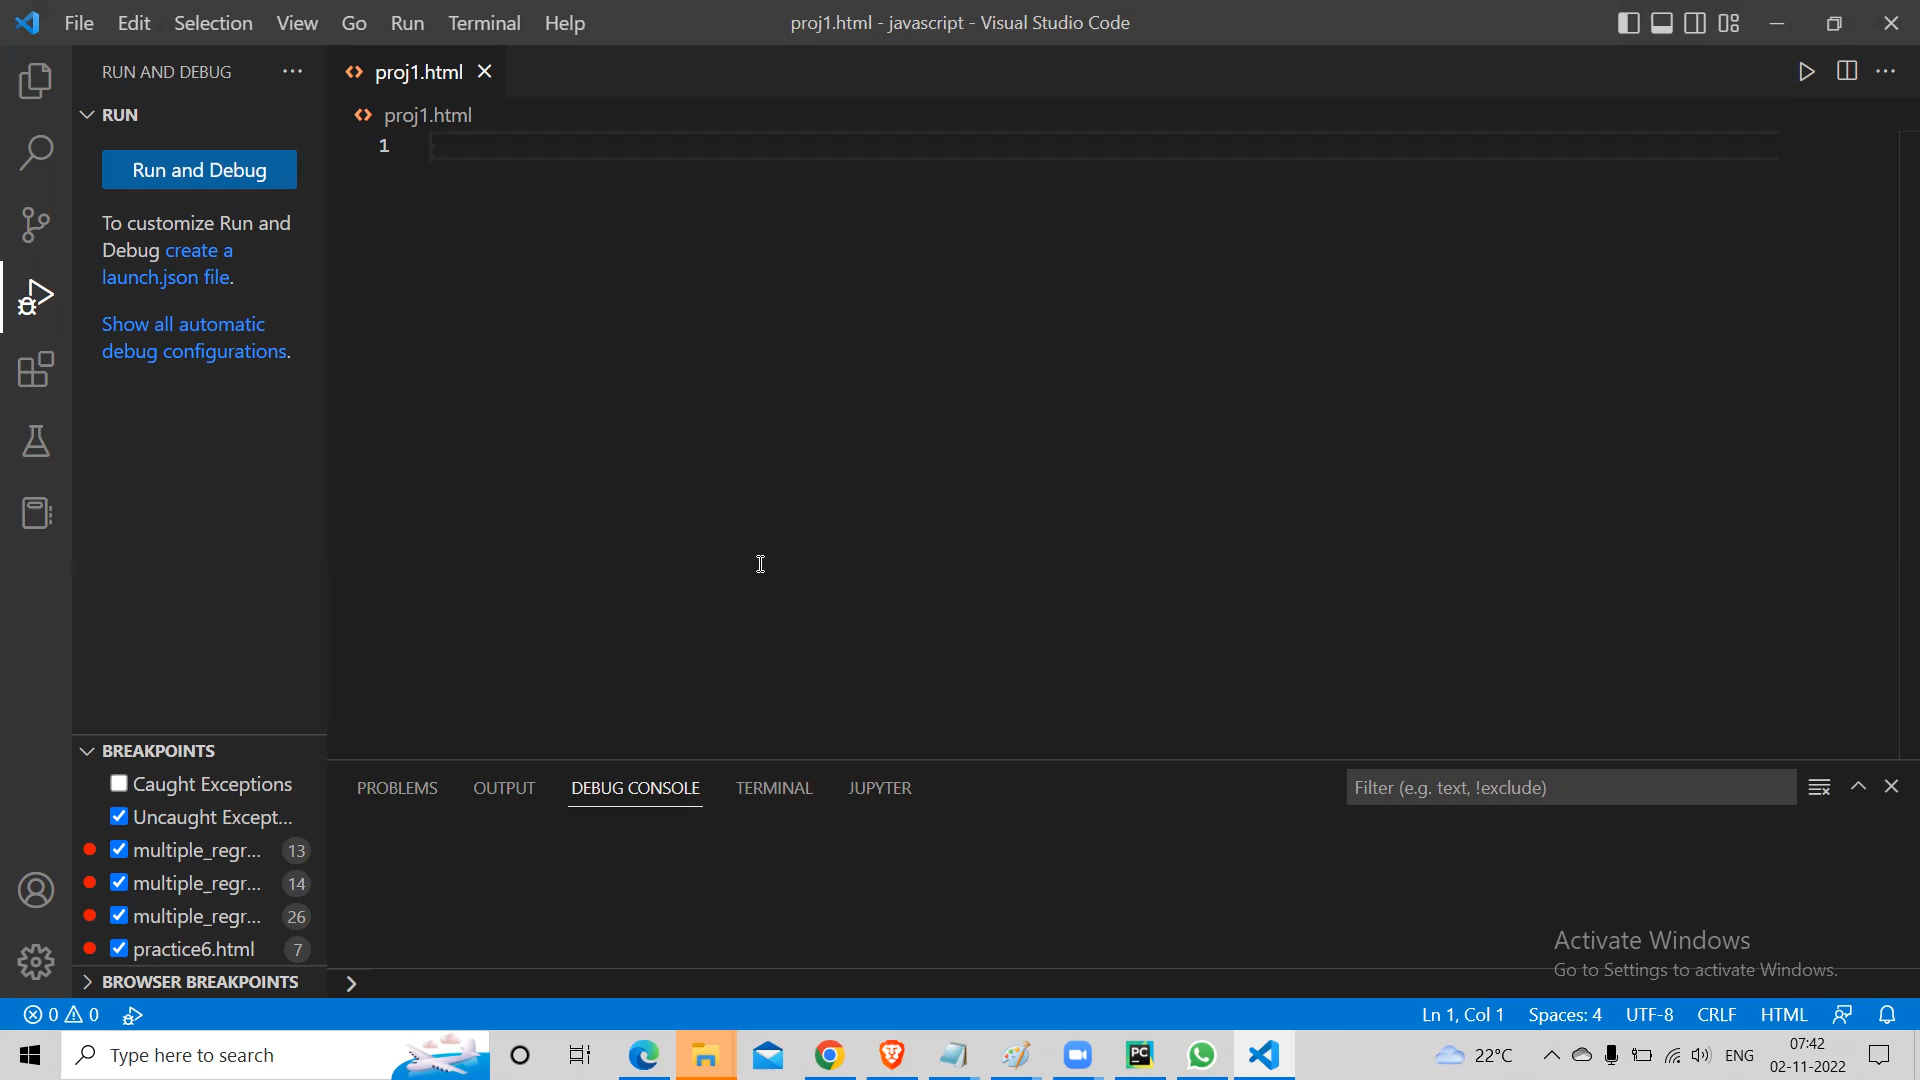 File Edit Selection View Go Run Terminal Help
proj1.html - javascript - Visual Studio Code
RUN AND DEBUG
RUN
Run and Debug
To customize Run and
Debug create a
launch.json file.
Show all automatic
debug configurations.
proj1.html
proj1.html
1
BREAKPOINTS
Caught Exceptions
Uncaught Except...
multiple_regr... 13
multiple_regr... 14
multiple_regr... 26
practice6.html 7
BROWSER BREAKPOINTS
PROBLEMS OUTPUT DEBUG CONSOLE TERMINAL JUPYTER
Filter (e.g. text, !exclude)
Activate Windows
Go to Settings to activate Windows.
0 0
Ln 1, Col 1 Spaces: 4 UTF-8 CRLF HTML
Type here to search
PC
22°C
ENG
07:42
02-11-2022